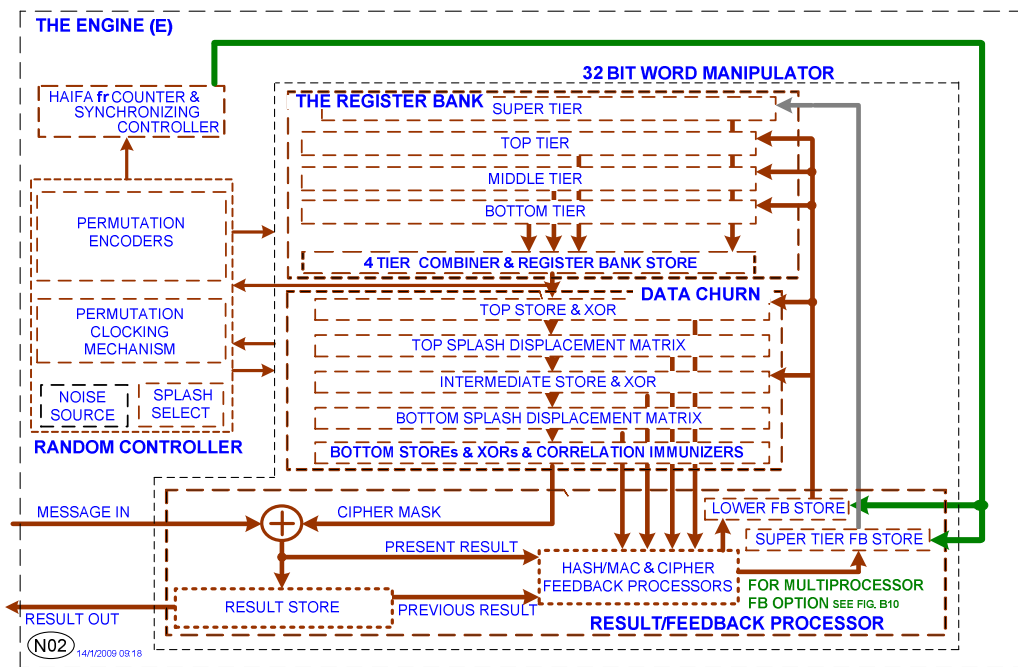 THE ENGINE (E)
32 BIT WORD MANIPULATOR
HAIFA fr COUNTER &
SYNCHRONIZING
CONTROLLER
THE REGISTER BANK
SUPER TIER
TOP TIER
MIDDLE TIER
BOTTOM TIER
4 TIER COMBINER & REGISTER BANK STORE
PERMUTATION
ENCODERS
PERMUTATION
CLOCKING
MECHANISM
NOISE
SOURCE
SPLASH
SELECT
RANDOM CONTROLLER
DATA CHURN
TOP STORE & XOR
TOP SPLASH DISPLACEMENT MATRIX
INTERMEDIATE STORE & XOR
BOTTOM SPLASH DISPLACEMENT MATRIX
BOTTOM STOREs & XORs & CORRELATION IMMUNIZERS
MESSAGE IN
CIPHER MASK
LOWER FB STORE
SUPER TIER FB STORE
PRESENT RESULT
HASH/MAC & CIPHER
FEEDBACK PROCESSORS
FOR MULTIPROCESSOR
FB OPTION SEE FIG. B10
RESULT STORE
PREVIOUS RESULT
RESULT/FEEDBACK PROCESSOR
RESULT OUT
N02
14/1/2009 09:18